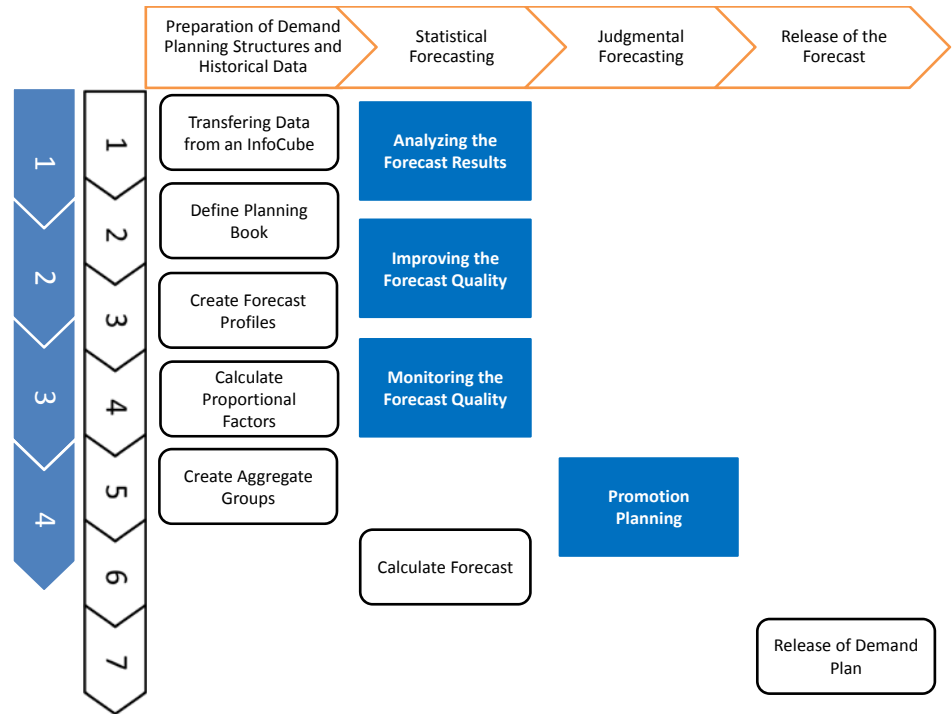 Preparation of Demand
Planning Structures and
Historical Data
Statistical
Forecasting
Judgmental
Forecasting
Release of the
Forecast
1
2
3
4
1
2
3
4
5
6
7
Transfering Data
from an InfoCube
Define Planning
Book
Create Forecast
Profiles
Calculate
Proportional
Factors
Create Aggregate
Groups
Analyzing the
Forecast Results
Improving the
Forecast Quality
Monitoring the
Forecast Quality
Calculate Forecast
Promotion
Planning
Release of Demand
Plan